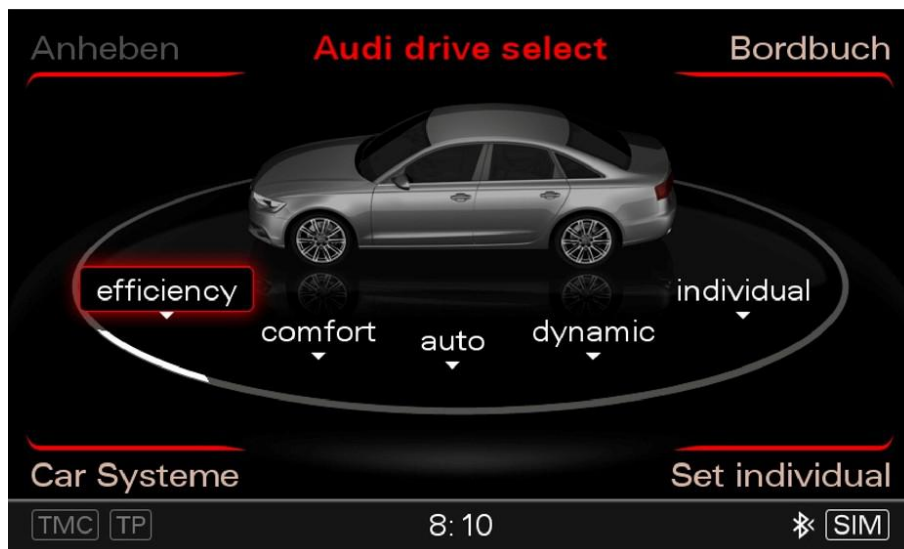 Anheben Audi drive select Bordbuch
efficiency individual
comfort auto dynamic
Car Systeme Set individual
TMC TP 8:10 SIM